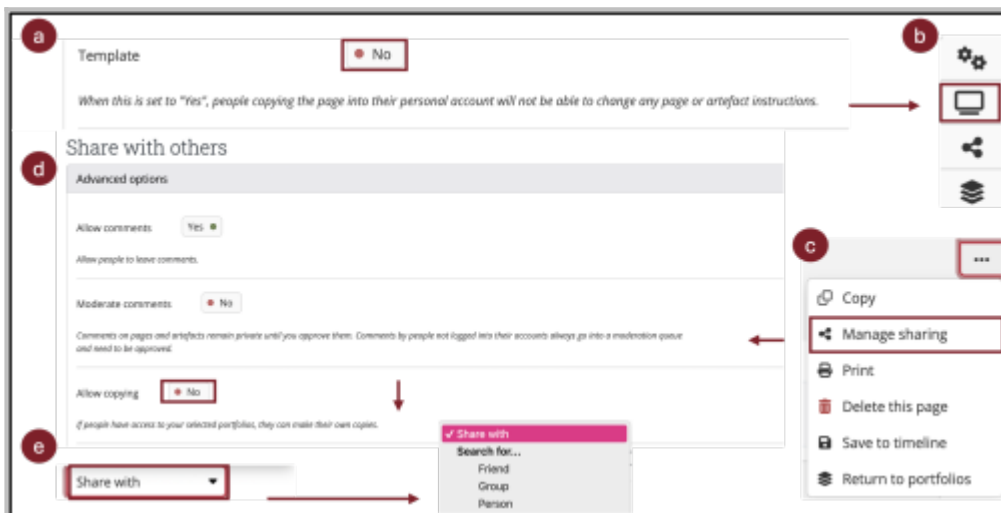 a
Template
No
When this is set to "Yes", people copying the page into their personal account will not be able to change any page or artefact instructions.
b
d
Share with others
Advanced options
Allow comments
Yes
Allow people to leave comments.
Moderate comments
No
Comments on pages and artefacts remain private until you approve them. Comments by people not logged into their accounts always go into a moderation queue
and need to be approved.
Allow copying
No
If people have access to your selected portfolios, they can make their own copies.
c
Copy
Manage sharing
Print
Delete this page
Save to timeline
Return to portfolios
e
Share with
✓ Share with
Search for...
Friend
Group
Person